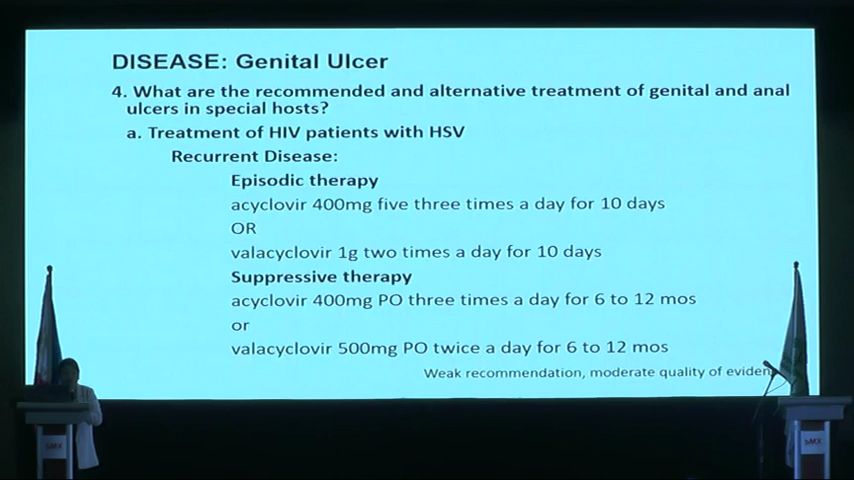 DISEASE: Genital Ulcer
4. What are the recommended and alternative treatment of genital and anal
ulcers in special hosts?
a. Treatment of HIV patients with HSV
Recurrent Disease:
Episodic therapy
acyclovir 400mg five three times a day for 10 days
OR
valacyclovir 1g two times a day for 10 days
Suppressive therapy
acyclovir 400mg PO three times a day for 6 to 12 mos
or
valacyclovir 500mg PO twice a day for 6 to 12 mos
Weak recommendation, moderate quality of eviden
SMX
SMX